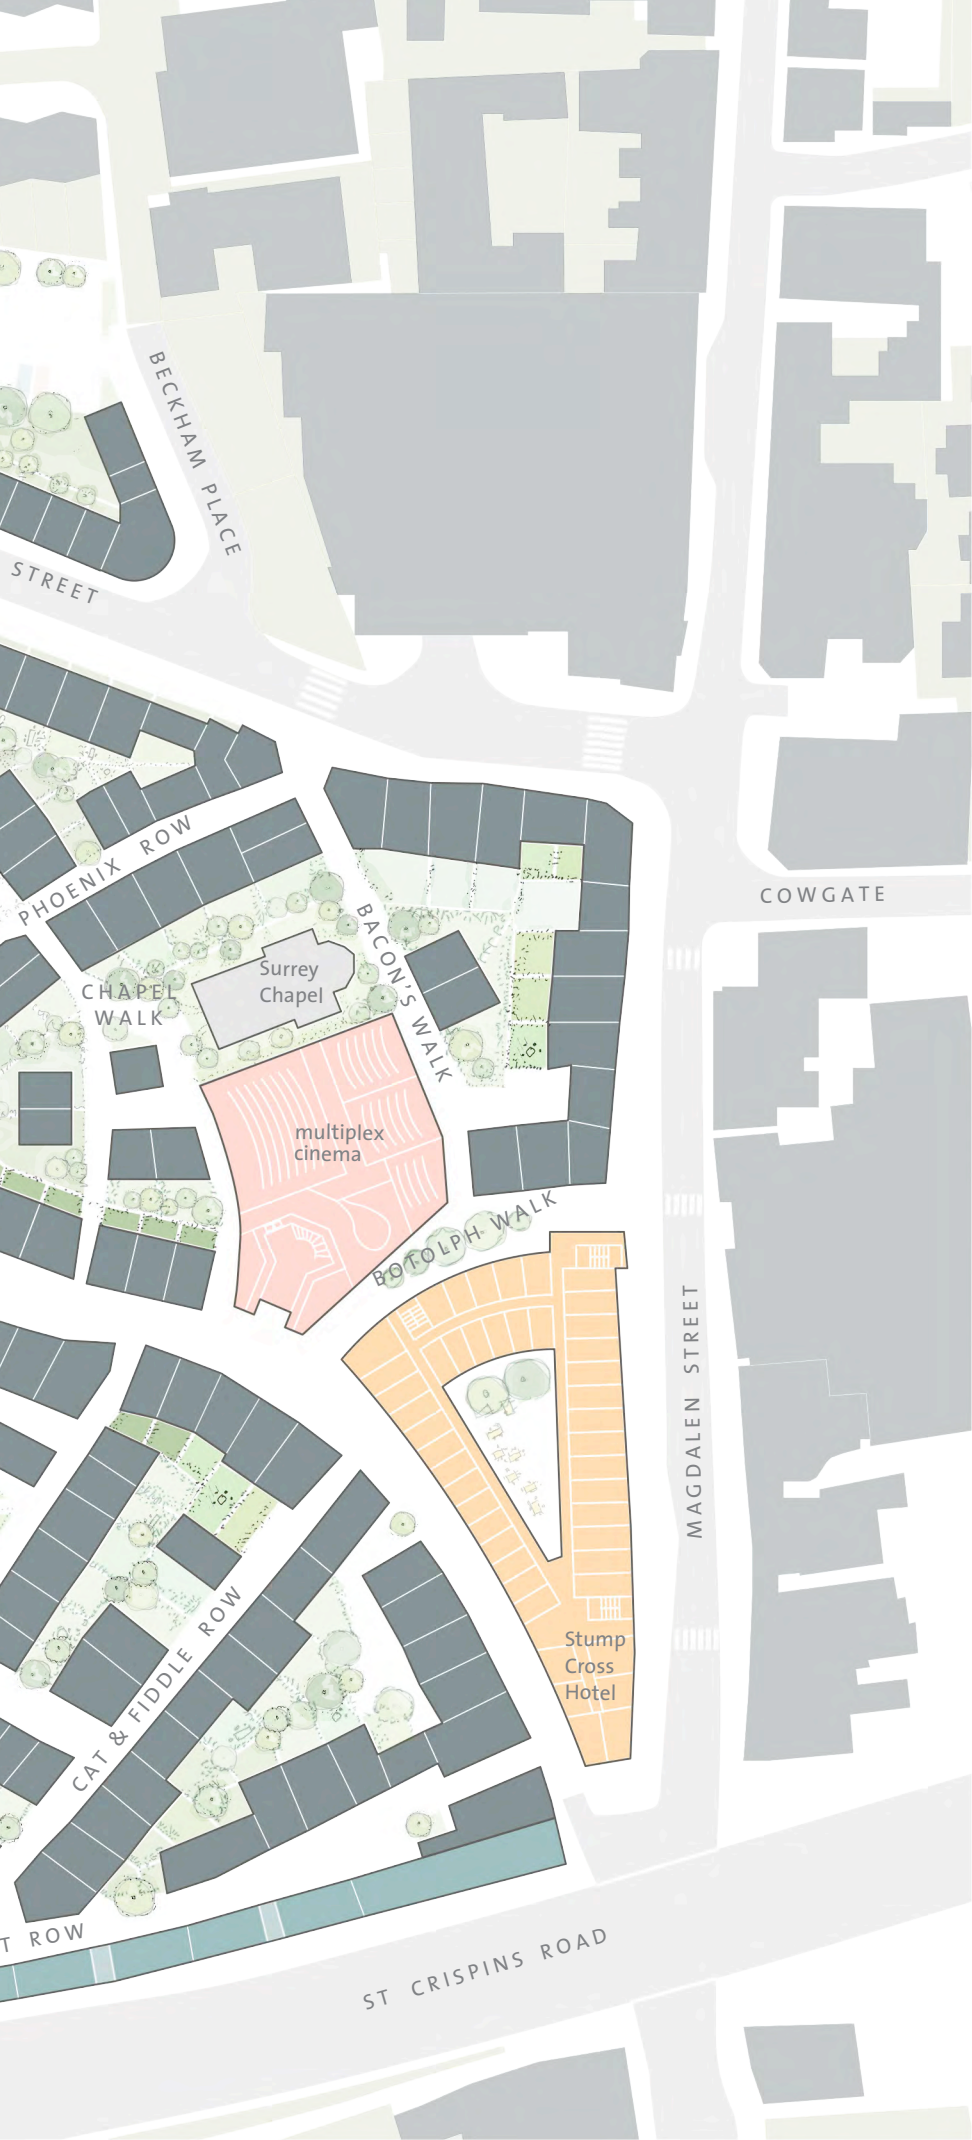 BECKHAM PLACE
STREET
PHOENIX ROW
COWGATE
BACON'S WALK
Surrey
Chapel
CHAPEL
WALK
multiplex
cinema
BOTOLPH WALK
MAGDALEN STREET
CAT & FIDDLE ROW
Stump
Cross
Hotel
T ROW
ST CRISPINS ROAD